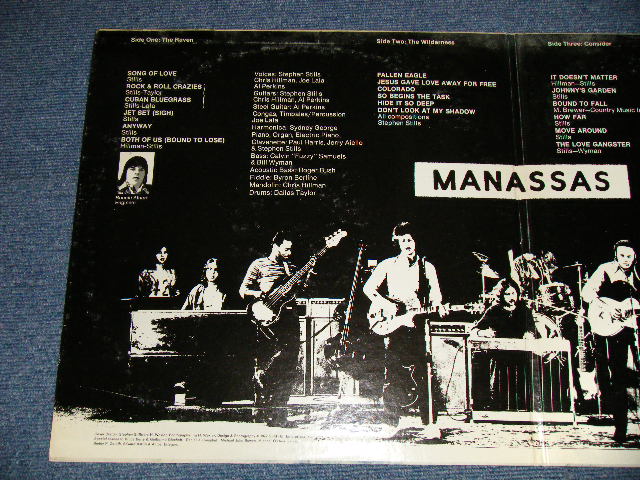 Side One: The Raven
SONG OF LOVE
Stills
ROCK & ROLL CRAZIES
Stills-Taylor
CUBAN BLUEGRASS
Stills-Lala
JET SET (SIGH)
Stills
ANYWAY
Stills
BOTH OF US (BOUND TO LOSE)
Hillman-Stills
Engineer
Voices: Stephen Stills
Chris Hillman, Joe Lala
Al Perkins
Guitars: Stephen Stills
Chris Hillman, Al Perkins
Steel Guitar: Al Perkins
Congas, Timbales/Percussion
Joe Lala
Harmonica: Sydney George
Piano, Organ, Electric Piano,
Clavenette: Paul Harris, Jerry Aiello
& Stephen Stills
Bass: Calvin "Fuzzy" Samuels
& Bill Wyman
Acoustic Bass: Roger Bush
Fiddle: Byron Berline
Mandolin: Chris Hillman
Drums: Dallas Taylor
Side Two: The Wilderness
FALLEN EAGLE
JESUS GAVE LOVE AWAY FOR FREE
COLORADO
SO BEGINS THE TASK
HIDE IT SO DEEP
DON'T LOOK AT MY SHADOW
All compositions
Stephen Stills
Side Three: Consider
IT DOESN'T MATTER
Hillman-Stills
JOHNNY'S GARDEN
Stills
BOUND TO FALL
M. Brewer-Country Music
HOW FAR
Stills
MOVE AROUND
Stills
THE LOVE GANGSTER
Stills-Wyman
MANASSAS
MANASSAS